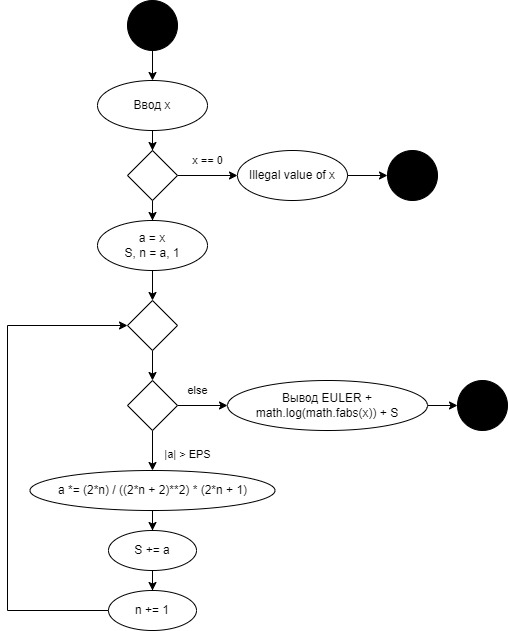 Ввод x
x == 0
Illegal value of x
a = x
S, n = a, 1
else
Вывод EULER +
math.log(math.fabs(x)) + S
|a| > EPS
a *= (2*n) / ((2*n + 2)**2) * (2*n + 1)
S += a
n += 1